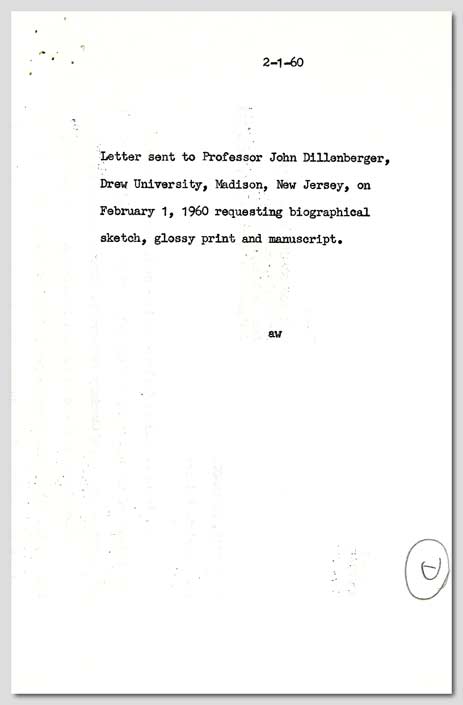 2-1-60
Letter sent to Professor John Dillenberger,
Drew University, Madison, New Jersey, on
February 1, 1960 requesting biographical
sketch, glossy print and manuscript.
aw